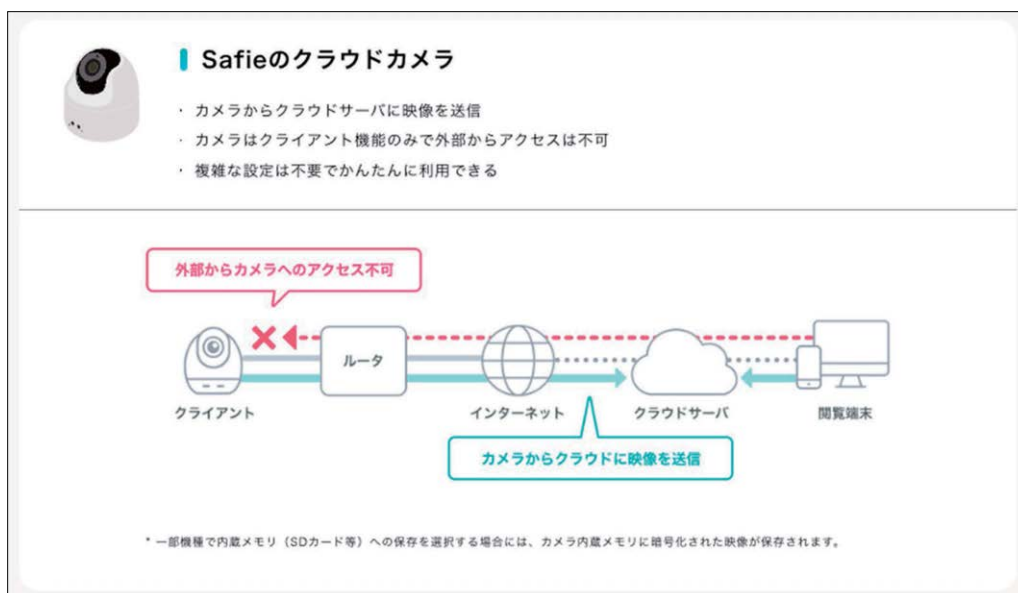 Safieのクラウドカメラ
・ カメラからクラウドサーバに映像を送信
・ カメラはクライアント機能のみで外部からアクセスは不可
・ 複雑な設定は不要でかんたんに利用できる
外部からカメラへのアクセス不可
ルータ
クライアント
インターネット
クラウドサーバ
閲覧端末
カメラからクラウドに映像を送信
* 一部機種で内蔵メモリ（SDカード等）への保存を選択する場合には、カメラ内蔵メモリに暗号化された映像が保存されます。